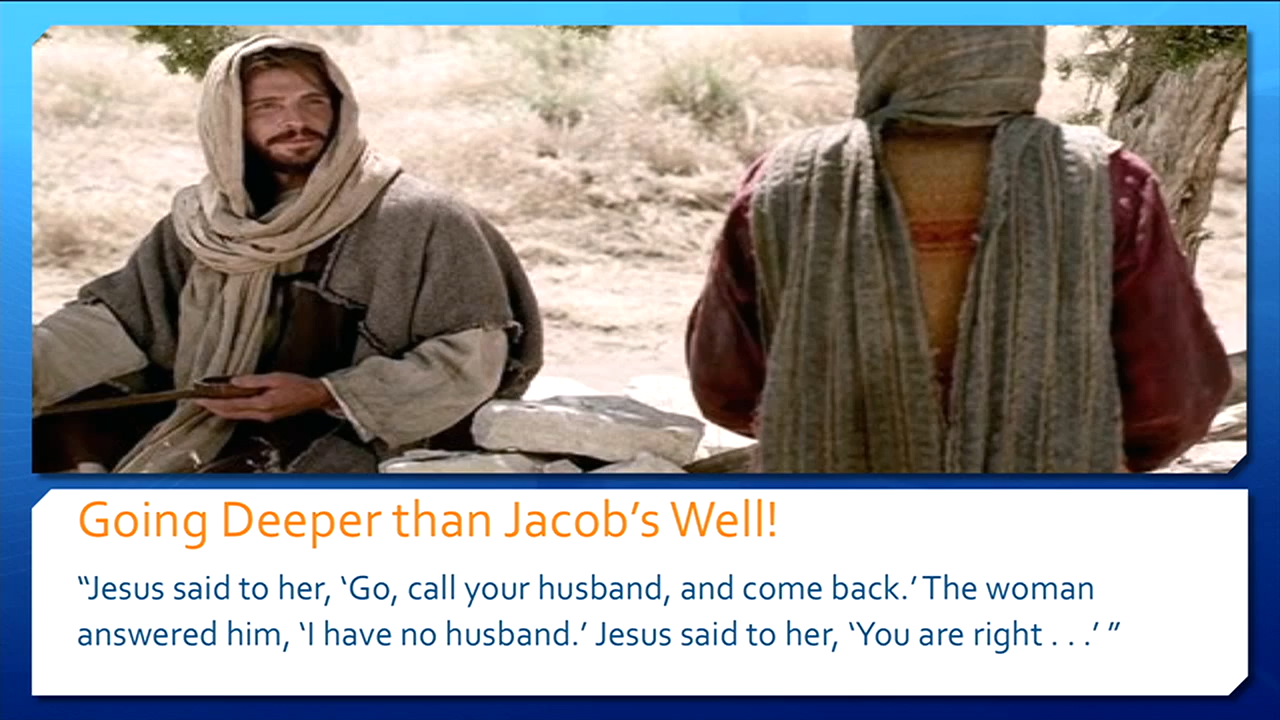 Going Deeper than Jacob’s Well!
“Jesus said to her, ‘Go, call your husband, and come back.’ The woman
answered him, ‘I have no husband.’ Jesus said to her, ‘You are right . . .’ ”